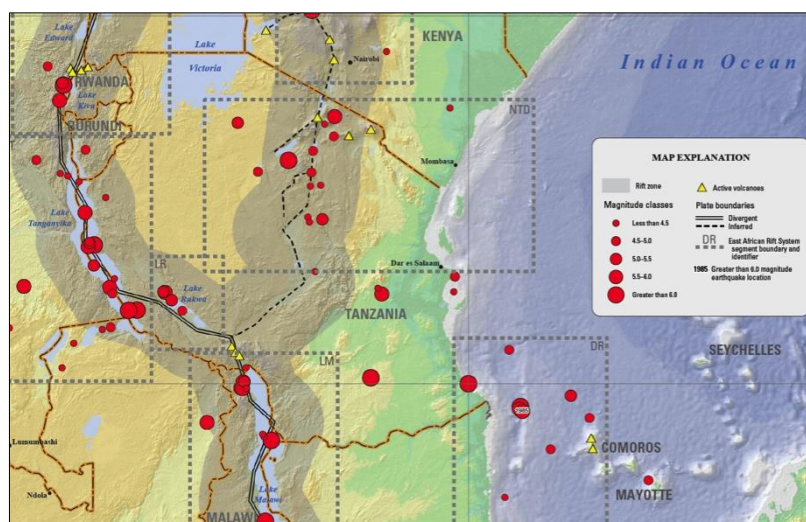 Lake
Edward
Lake
Victoria
Nairobi
KENYA
Indian Ocean
RWANDA
Lake
Kivu
BURUNDI
NTD
Mombasa
Lake
Tanganyika
Dar es Salaam
LR
Lake
Rukwa
TANZANIA
LM
DR
SEYCHELLES
1985
COMOROS
MAYOTTE
Lumumbashi
Ndola
Lake
Malawi
MALAWI
MAP EXPLANATION
Rift zone
Magnitude classes
Less than 4.5
4.5-5.0
5.0-5.5
5.5-6.0
Greater than 6.0
Active volcanoes
Plate boundaries
Divergent
Inferred
DR East African Rift System
segment boundary and
identifier
1985 Greater than 6.0 magnitude
earthquake location